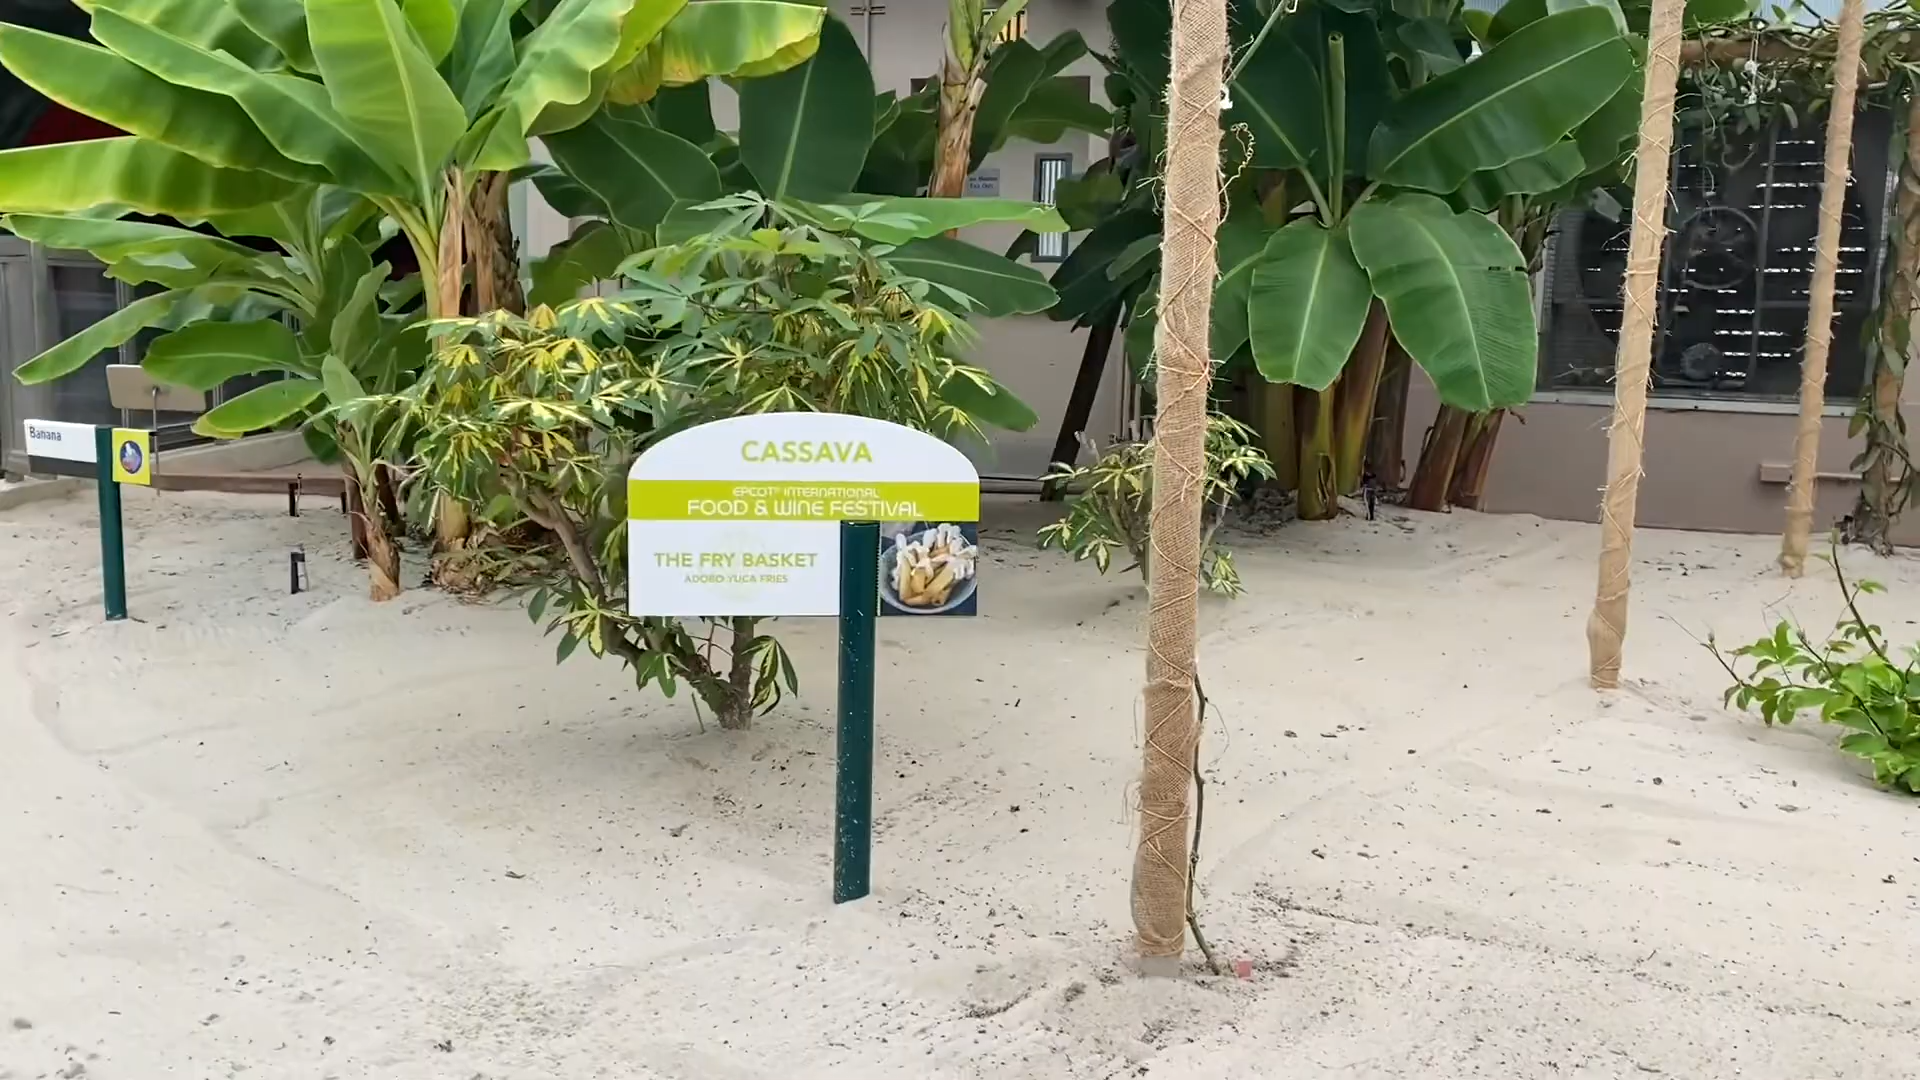 Banana
CASSAVA
EPCOT® INTERNATIONAL
FOOD & WINE FESTIVAL
THE FRY BASKET
ADOBO YUCA FRIES